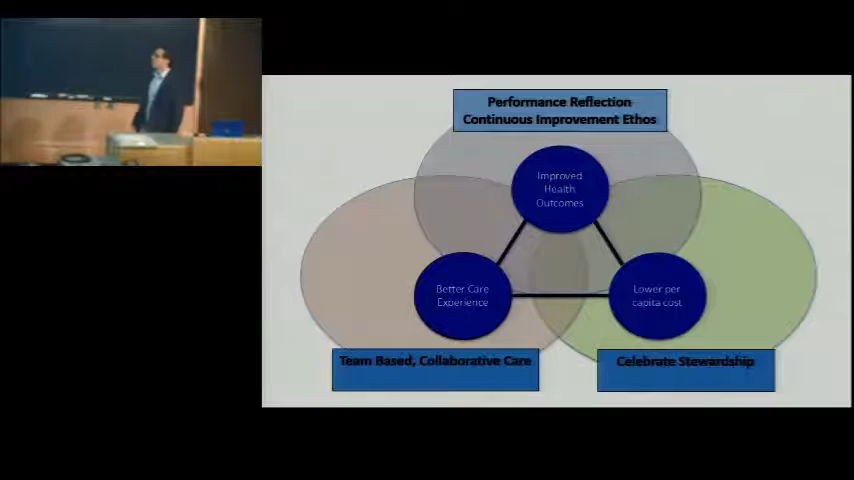 Performance Reflection
Continuous Improvement Ethos
Improved
Health
Outcomes
Better Care
Experience
Lower per
capita cost
Team Based, Collaborative Care
Celebrate Stewardship